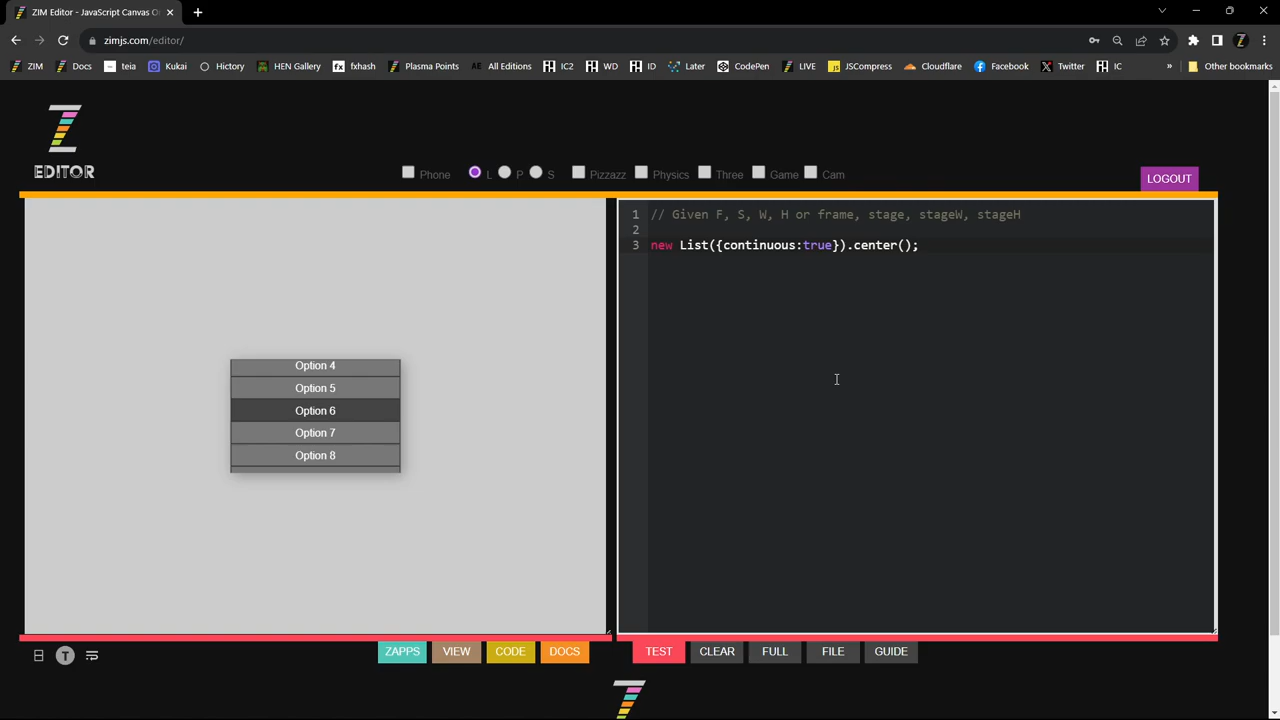 ZIM Editor - JavaScript Canvas O
zimjs.com/editor/
ZIM
Docs
teia
Kukai
Hictory
HEN Gallery
fxhash
Plasma Points
AE All Editions
IC2
WD
ID
Later
CodePen
LIVE
JS JSCompress
Cloudflare
Facebook
Twitter
IC
»
Other bookmarks
EDITOR
Phone
L
P
S
Pizzazz
Physics
Three
Game
Cam
LOGOUT
1 // Given F, S, W, H or frame, stage, stageW, stageH
2
3 new List({continuous:true}).center();
Option 4
Option 5
Option 6
Option 7
Option 8
T
ZAPPS
VIEW
CODE
DOCS
TEST
CLEAR
FULL
FILE
GUIDE